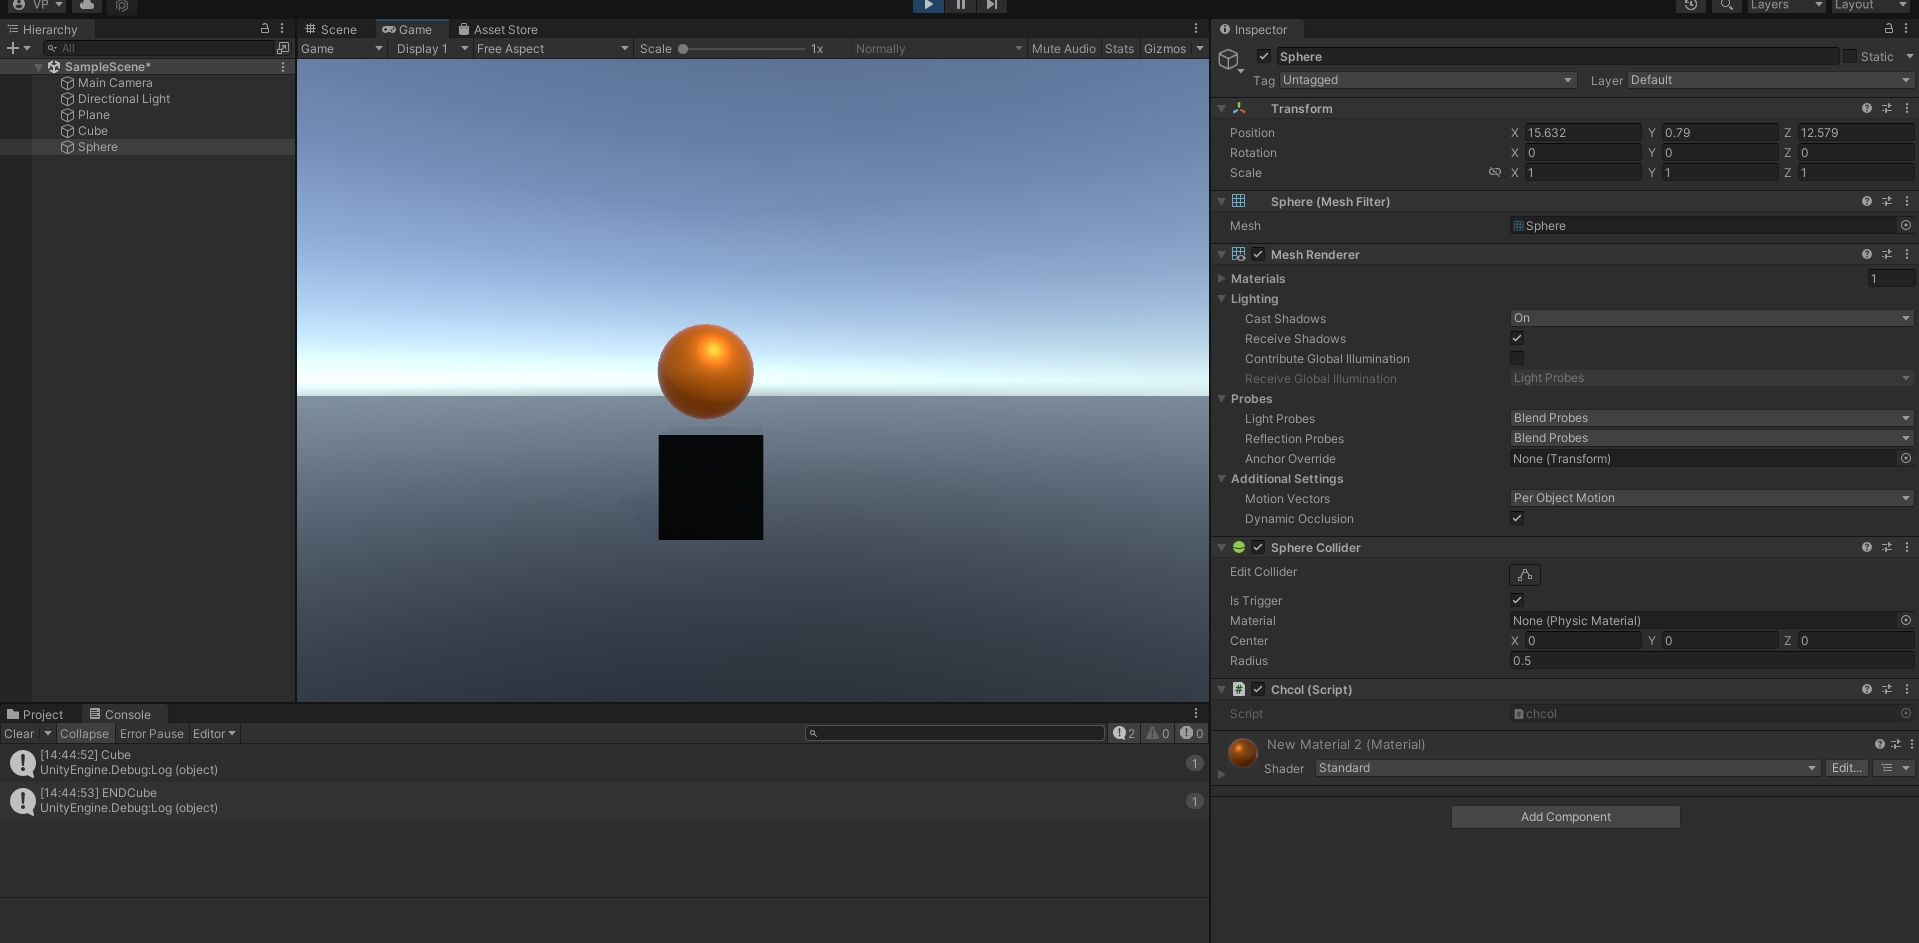 VP
Layers
Layout
Hierarchy
All
SampleScene*
Main Camera
Directional Light
Plane
Cube
Sphere
Scene
Game
Asset Store
Game
Display 1
Free Aspect
Scale
1x
Normally
Mute Audio
Stats
Gizmos
Project
Console
Clear
Collapse
Error Pause
Editor
2
0
0
[14:44:52] Cube
UnityEngine.Debug:Log (object)
1
[14:44:53] ENDCube
UnityEngine.Debug:Log (object)
1
Inspector
Sphere
Static
Tag Untagged
Layer Default
Transform
Position X 15.632 Y 0.79 Z 12.579
Rotation X 0 Y 0 Z 0
Scale X 1 Y 1 Z 1
Sphere (Mesh Filter)
Mesh Sphere
Mesh Renderer
Materials 1
Lighting
Cast Shadows On
Receive Shadows
Contribute Global Illumination
Receive Global Illumination Light Probes
Probes
Light Probes Blend Probes
Reflection Probes Blend Probes
Anchor Override None (Transform)
Additional Settings
Motion Vectors Per Object Motion
Dynamic Occlusion
Sphere Collider
Edit Collider
Is Trigger
Material None (Physic Material)
Center X 0 Y 0 Z 0
Radius 0.5
# Chcol (Script)
Script chcol
New Material 2 (Material)
Shader Standard Edit...
Add Component